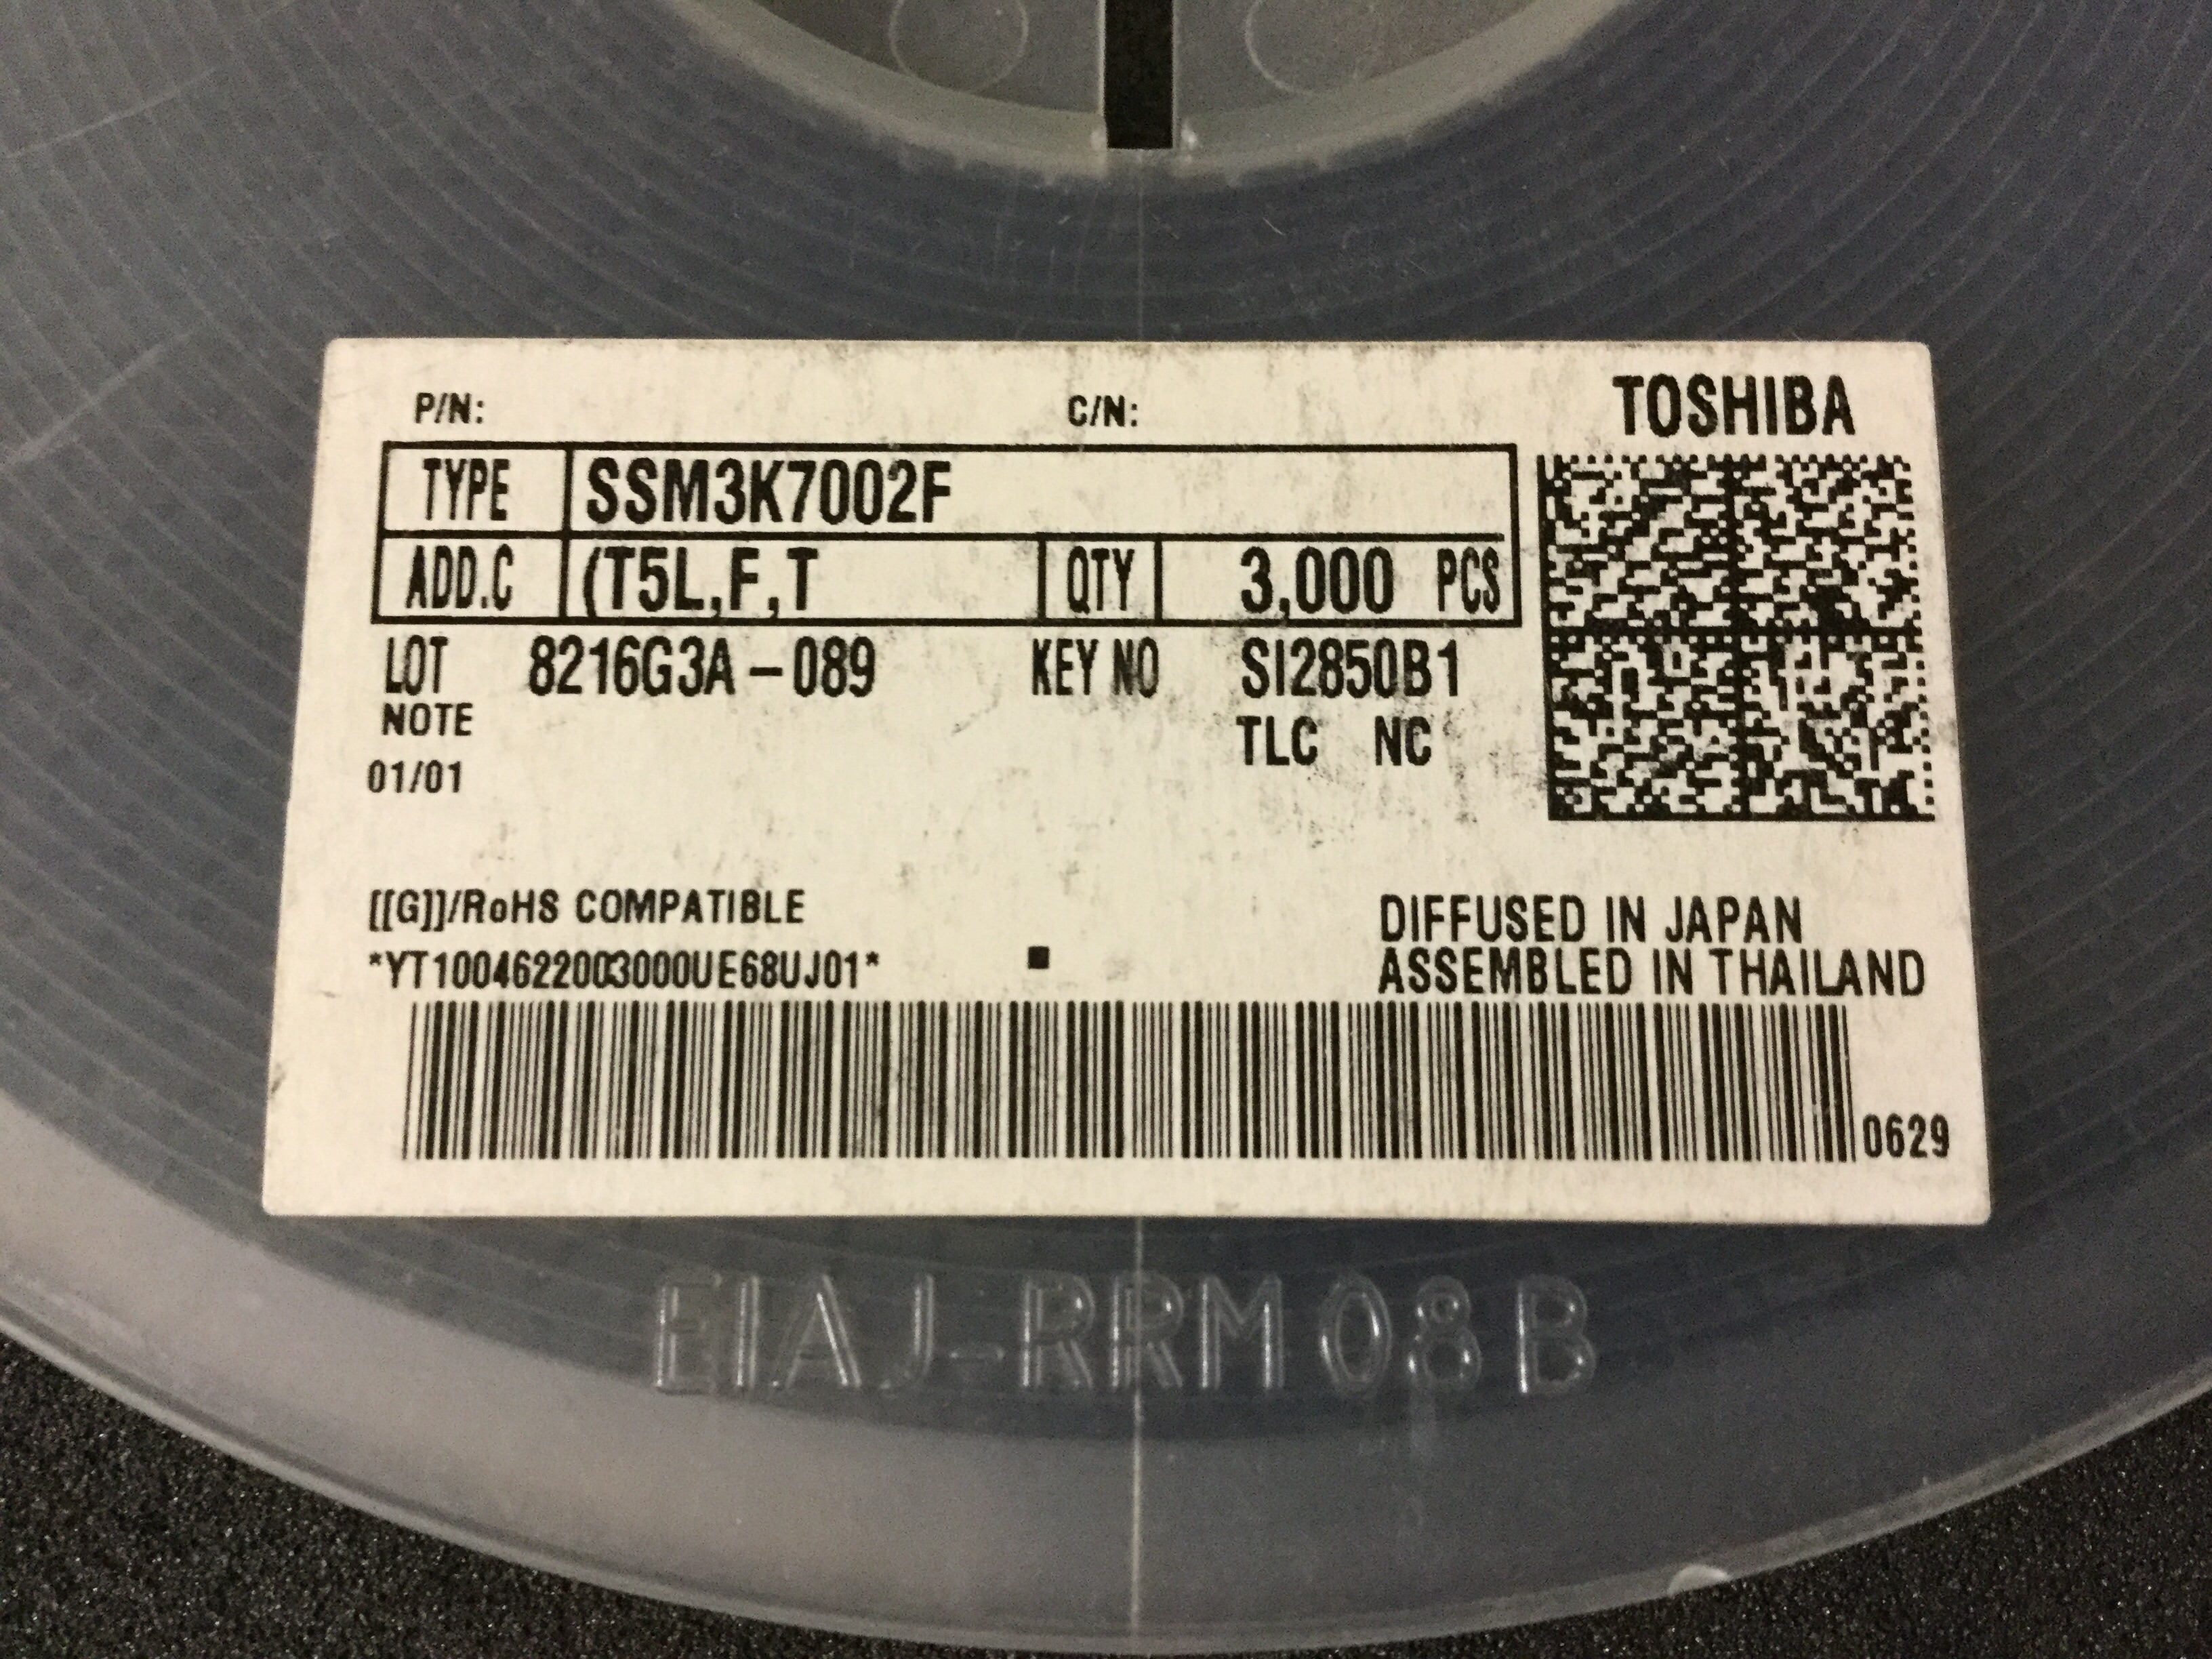 P/N: C/N: TOSHIBA
TYPE SSM3K7002F
ADD.C (T5L,F,T QTY 3,000 PCS
LOT 8216G3A-089 KEY NO SI2850B1
NOTE TLC NC
01/01
[[G]]/RoHS COMPATIBLE DIFFUSED IN JAPAN
*YT1004622003000UE68UJ01* ASSEMBLED IN THAILAND
0629
EIAJ-RRM08B